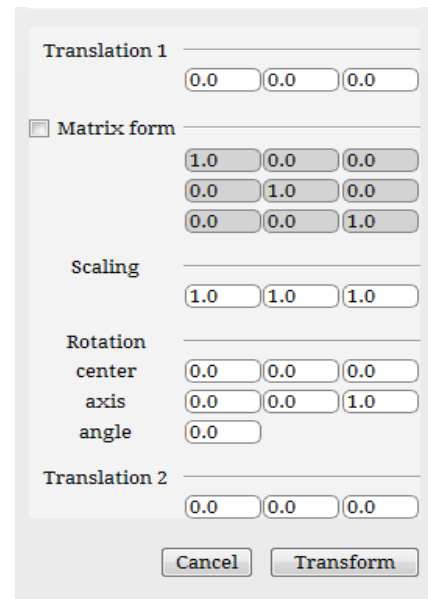 Translation 1
0.0 0.0 0.0
Matrix form
1.0 0.0 0.0
0.0 1.0 0.0
0.0 0.0 1.0
Scaling
1.0 1.0 1.0
Rotation
center 0.0 0.0 0.0
axis 0.0 0.0 1.0
angle 0.0
Translation 2
0.0 0.0 0.0
Cancel Transform